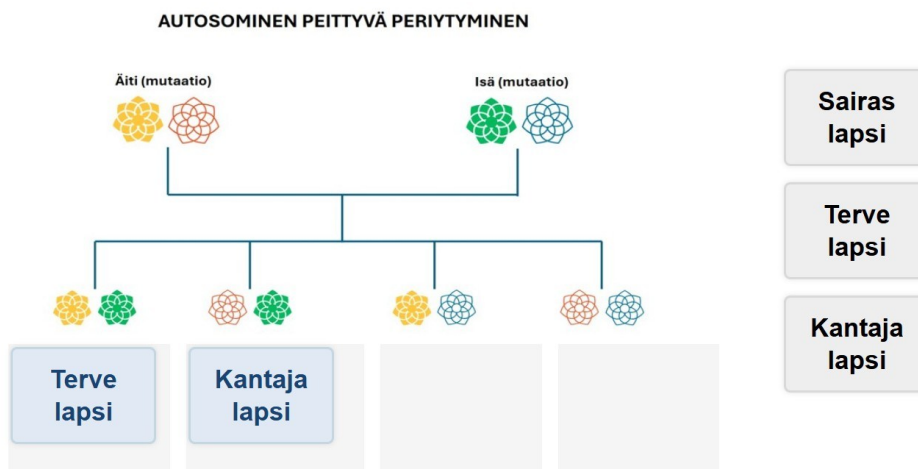 AUTOSOMINEN PEITTYVÄ PERIYTYMINEN
Äiti (mutaatio)
Isä (mutaatio)
Terve
lapsi
Kantaja
lapsi
Sairas
lapsi
Terve
lapsi
Kantaja
lapsi